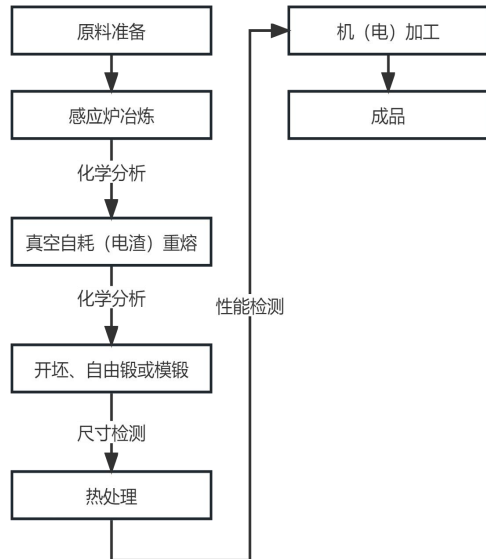 原料准备
感应炉冶炼
化学分析
真空自耗（电渣）重熔
化学分析
开坯、自由锻或模锻
尺寸检测
热处理
性能检测
机（电）加工
成品